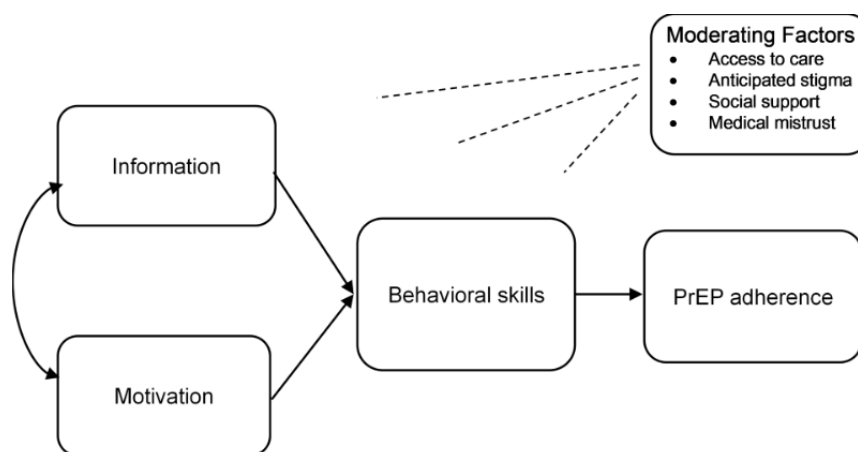 Moderating Factors
• Access to care
• Anticipated stigma
• Social support
• Medical mistrust
Information
Behavioral skills
PrEP adherence
Motivation